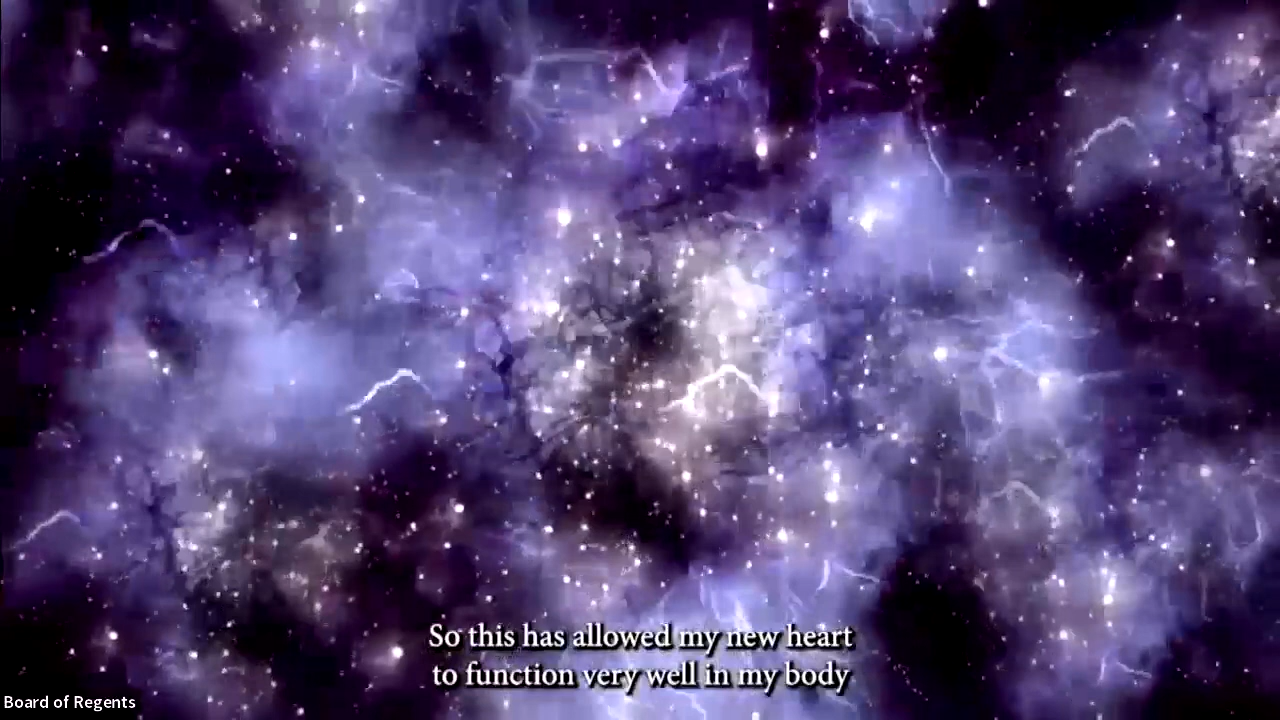 So this has allowed my new heart
to function very well in my body
Board of Regents